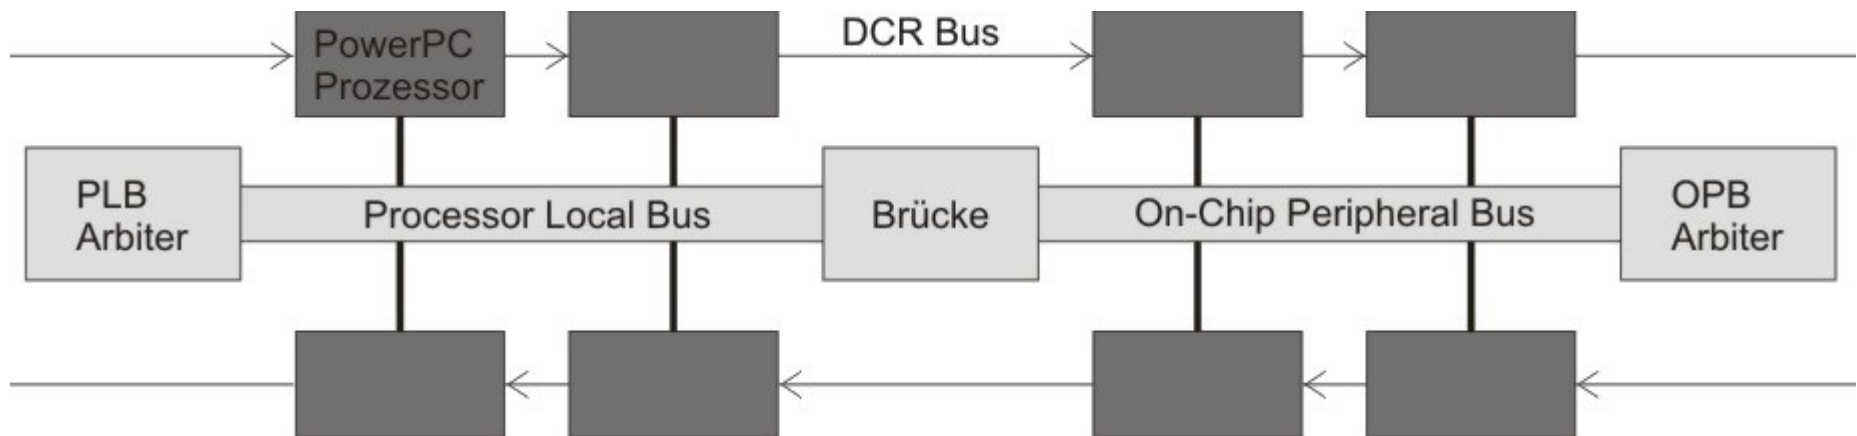 DCR Bus
PowerPC
Prozessor
PLB
Arbiter
Processor Local Bus
Brücke
On-Chip Peripheral Bus
OPB
Arbiter